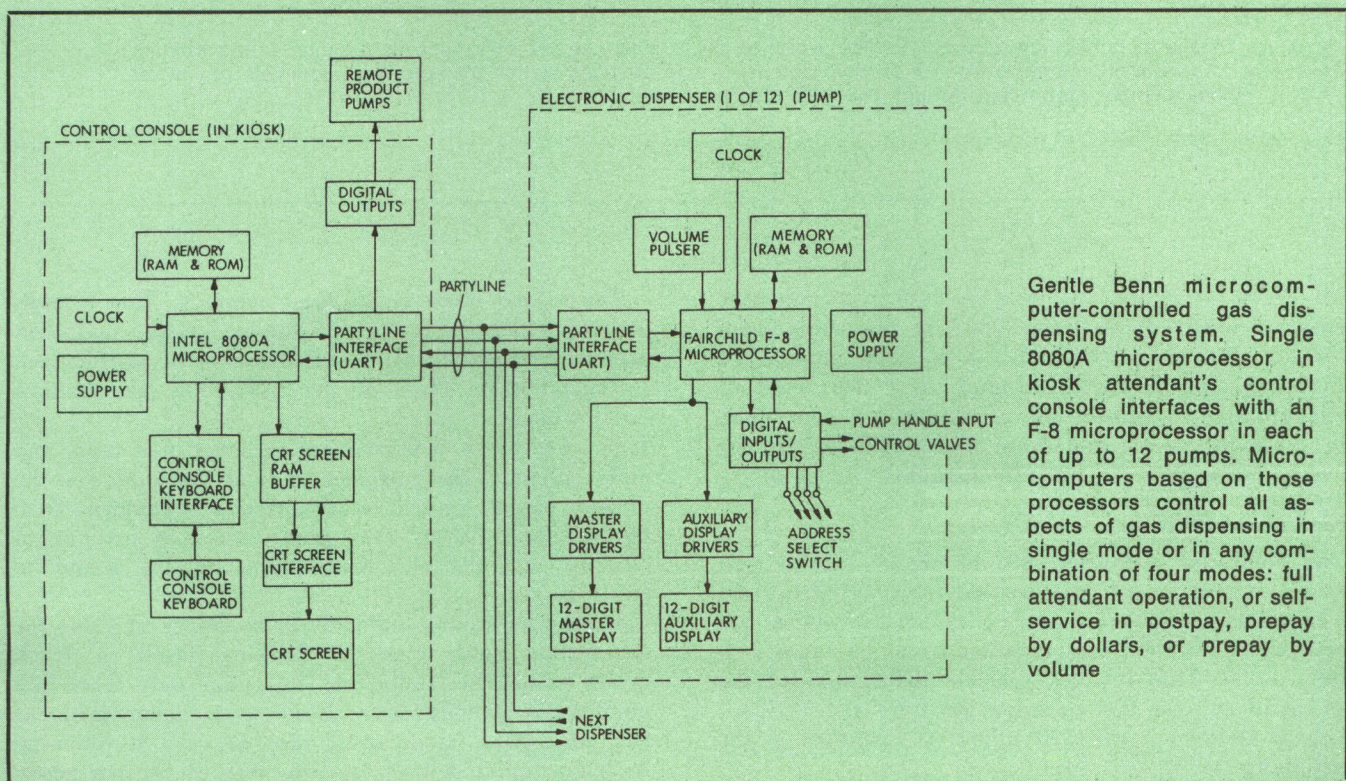 REMOTE
PRODUCT
PUMPS
CONTROL CONSOLE (IN KIOSK)
DIGITAL
OUTPUTS
MEMORY
(RAM & ROM)
CLOCK
INTEL 8080A
MICROPROCESSOR
PARTYLINE
INTERFACE
(UART)
POWER
SUPPLY
CONTROL
CONSOLE
KEYBOARD
INTERFACE
CRT SCREEN
RAM
BUFFER
CONTROL
CONSOLE
KEYBOARD
CRT SCREEN
INTERFACE
CRT SCREEN
PARTYLINE
ELECTRONIC DISPENSER (1 OF 12) (PUMP)
CLOCK
VOLUME
PULSER
MEMORY
(RAM & ROM)
PARTYLINE
INTERFACE
(UART)
FAIRCHILD F-8
MICROPROCESSOR
POWER
SUPPLY
DIGITAL
INPUTS/
OUTPUTS
PUMP HANDLE INPUT
CONTROL VALVES
MASTER
DISPLAY
DRIVERS
AUXILIARY
DISPLAY
DRIVERS
ADDRESS
SELECT
SWITCH
12-DIGIT
MASTER
DISPLAY
12-DIGIT
AUXILIARY
DISPLAY
NEXT
DISPENSER
Gentle Benn microcom-
puter-controlled gas dis-
pensing system. Single
8080A microprocessor in
kiosk attendant's control
console interfaces with an
F-8 microprocessor in each
of up to 12 pumps. Micro-
computers based on those
processors control all as-
pects of gas dispensing in
single mode or in any com-
bination of four modes: full
attendant operation, or self-
service in postpay, prepay
by dollars, or prepay by
volume